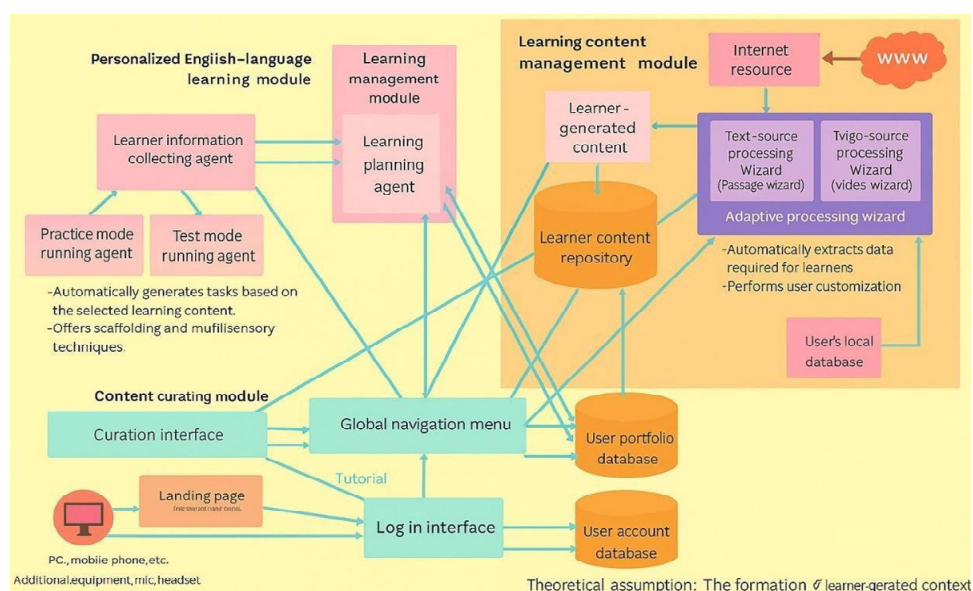 Personalized Engiish-language
learning module
Learning
management
module
Learning
planning
agent
Learner information
collecting agent
Practice mode
running agent
Test mode
running agent
-Automatically generates tasks based on
the selected learning content.
-Offers scaffolding and mufilisensory
techniques.
Learning content
management module
Internet
resource
WWW
Learner-
generated
content
Text-source
processing
Wizard
(Passage wizard)
Tvigo-source
processing
Wizard
(vides wizard)
Adaptive processing wizard
Learner content
repository
-Automatically extracts data
required for learnens
-Performs user customization
User's local
database
Content curating module
Curation interface
Global navigation menu
User portfolio
database
Tutorial
Landing page
Log in interface
User account
database
PC., mobiie phone, etc.
Additional.equipment, mic, headset
Theoretical assumption: The formation of learner-gerated context